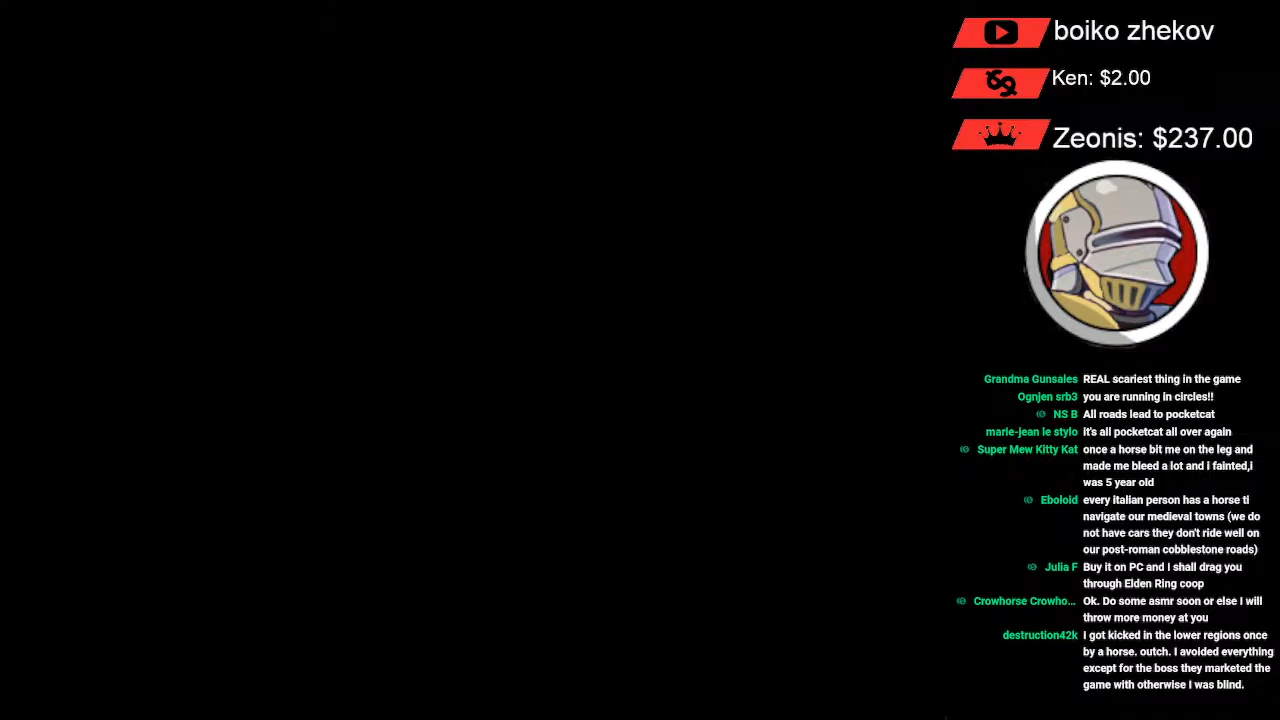 boiko zhekov
Ken: $2.00
Zeonis: $237.00
Grandma Gunsales REAL scariest thing in the game
Ognjen srb3 you are running in circles!!
NS B All roads lead to pocketcat
marie-jean le stylo it's all pocketcat all over again
Super Mew Kitty Kat once a horse bit me on the leg and
made me bleed a lot and i fainted,i
was 5 year old
Eboloid every italian person has a horse ti
navigate our medieval towns (we do
not have cars they don't ride well on
our post-roman cobblestone roads)
Julia F Buy it on PC and I shall drag you
through Elden Ring coop
Crowhorse Crowho... Ok. Do some asmr soon or else I will
throw more money at you
destruction42k I got kicked in the lower regions once
by a horse. outch. I avoided everything
except for the boss they marketed the
game with otherwise I was blind.